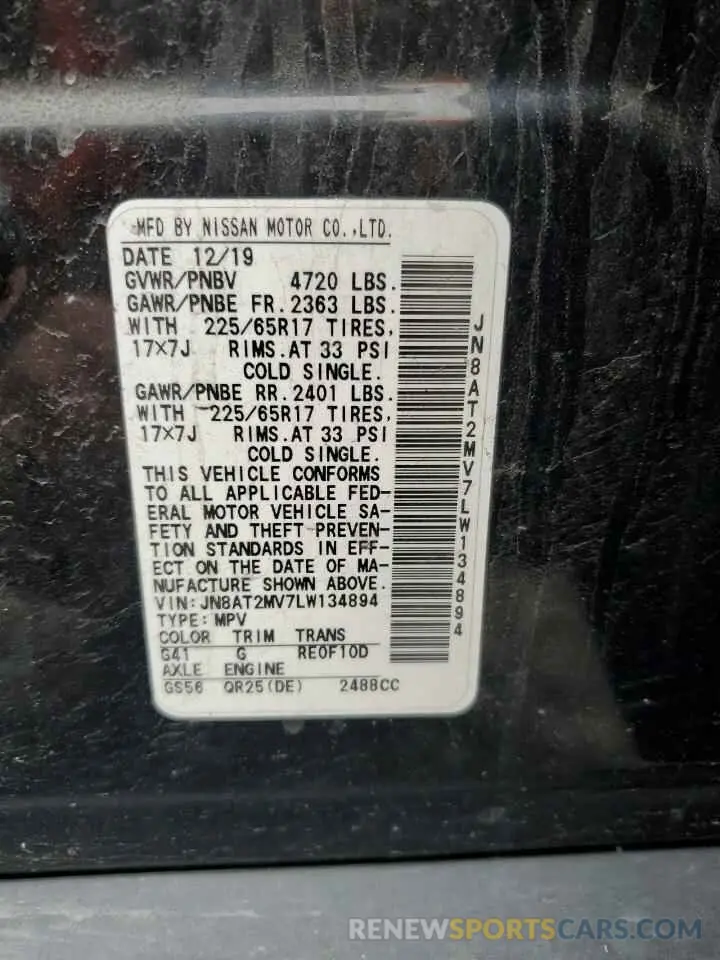 MFD BY NISSAN MOTOR CO.,LTD.
DATE 12/19
GVWR/PNBV 4720 LBS.
GAWR/PNBE FR. 2363 LBS.
WITH 225/65R17 TIRES,
17×7J RIMS. AT 33 PSI
COLD SINGLE.
GAWR/PNBE RR. 2401 LBS.
WITH 225/65R17 TIRES,
17×7J RIMS. AT 33 PSI
COLD SINGLE.
THIS VEHICLE CONFORMS
TO ALL APPLICABLE FED-
ERAL MOTOR VEHICLE SA-
FETY AND THEFT PREVEN-
TION STANDARDS IN EFF-
ECT ON THE DATE OF MA-
NUFACTURE SHOWN ABOVE.
VIN: JN8AT2MV7LW134894
TYPE: MPV
COLOR TRIM TRANS
G41 G RE0F10D
AXLE ENGINE
GS56 QR25(DE) 2488CC
JN8AT2MV7LW134894
RENEWSPORTSCARS.COM